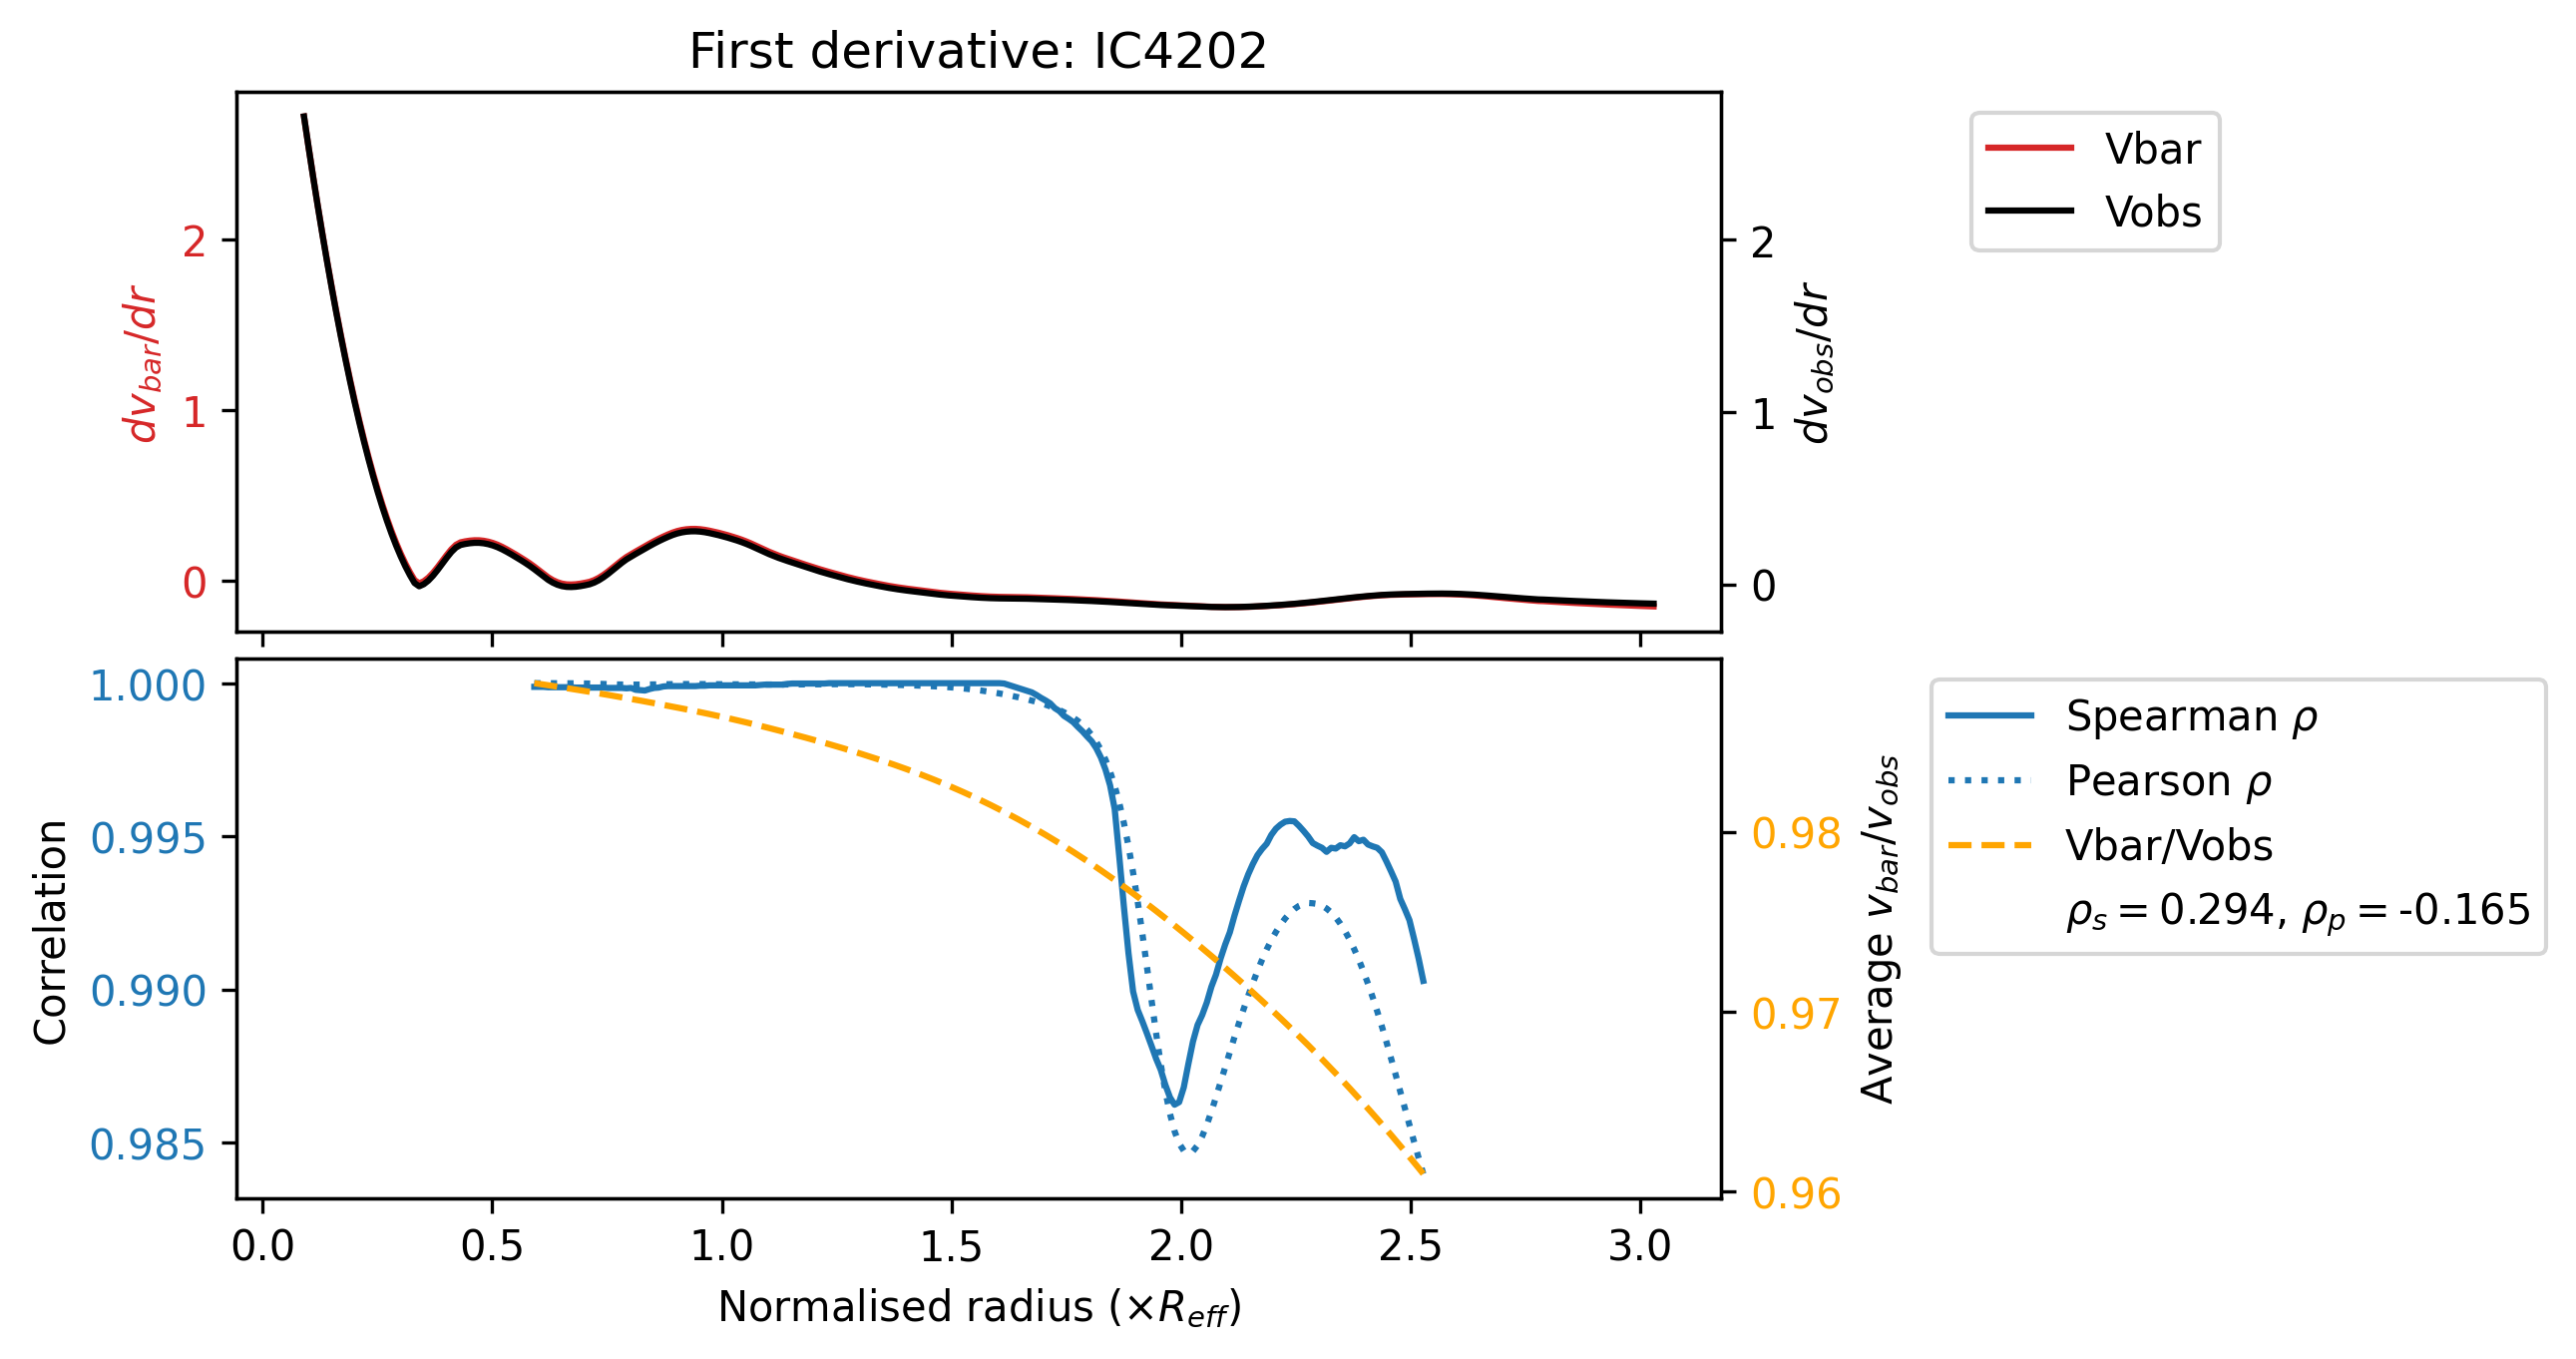 First derivative: IC4202
2
1
0
dv_bar/dr
2
1
0
dv_obs/dr
Vbar
Vobs
1.000
0.995
0.990
0.985
Correlation
0.98
0.97
0.96
Average v_bar/v_obs
Spearman ρ
Pearson ρ
Vbar/Vobs
ρ_s = 0.294, ρ_p = -0.165
0.0 0.5 1.0 1.5 2.0 2.5 3.0
Normalised radius (×R_eff)